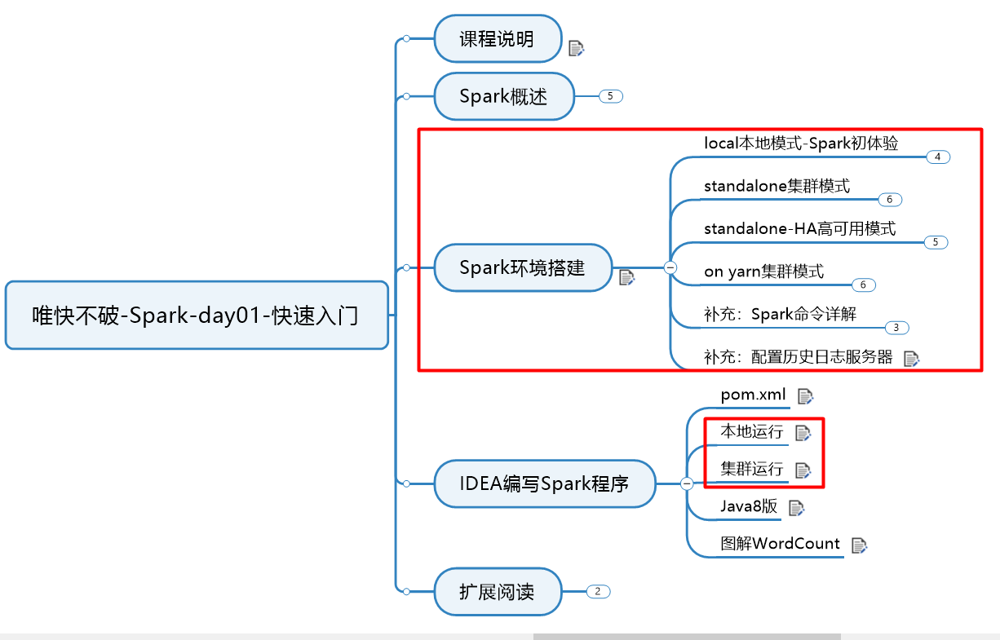 唯快不破-Spark-day01-快速入门
课程说明
Spark概述
5
Spark环境搭建
local本地模式-Spark初体验
4
standalone集群模式
6
standalone-HA高可用模式
5
on yarn集群模式
6
补充：Spark命令详解
3
补充：配置历史日志服务器
IDEA编写Spark程序
pom.xml
本地运行
集群运行
Java8版
图解WordCount
扩展阅读
2